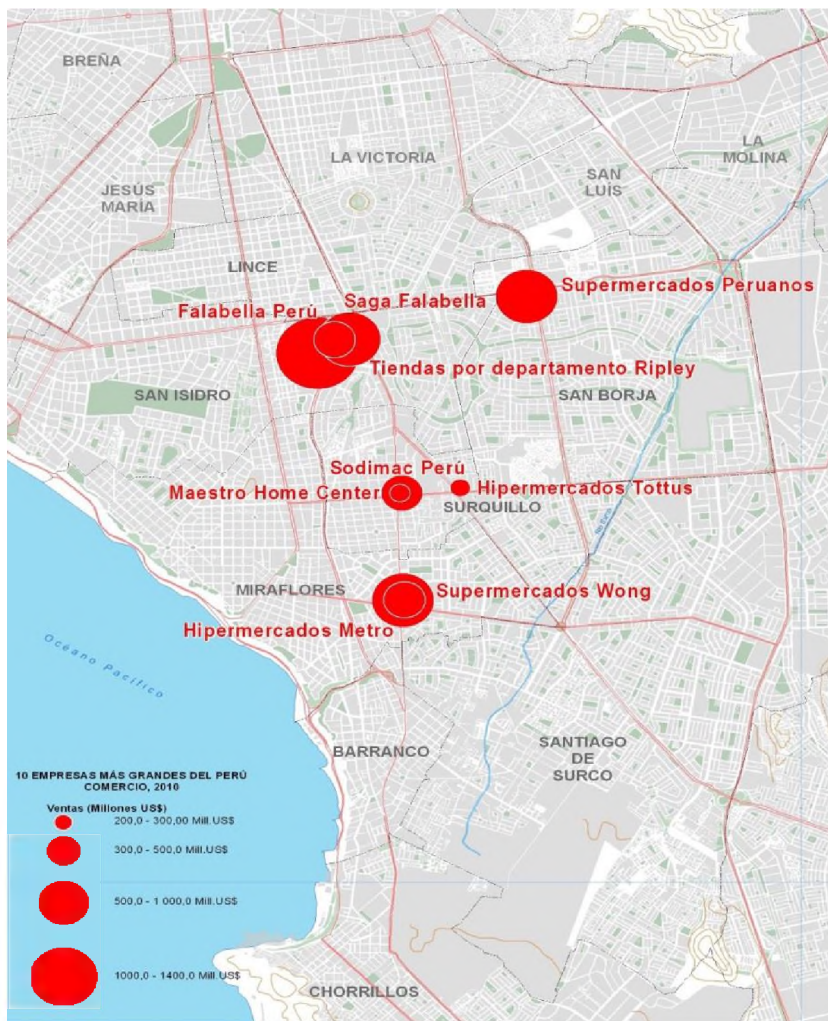 BREÑA
LA VICTORIA
LA
MOLINA
SAN
LUÍS
JESÚS
MARÍA
LINCE
Supermercados Peruanos
Saga Falabella
Falabella Perú
Tiendas por departamento Ripley
SAN ISIDRO
SAN BORJA
Sodimac Perú
Maestro Home Center
Hipermercados Tottus
SURQUILLO
MIRAFLORES
Supermercados Wong
Hipermercados Metro
Océano Pacífico
BARRANCO
SANTIAGO
DE
SURCO
10 EMPRESAS MÁS GRANDES DEL PERÚ
COMERCIO, 2010
Ventas (Millones US$)
200,0 - 300,00 Mill.US$
300,0 - 500,0 Mill.US$
500,0 - 1 000,0 Mill.US$
1000,0 - 1400,0 Mill.US$
CHORRILLOS